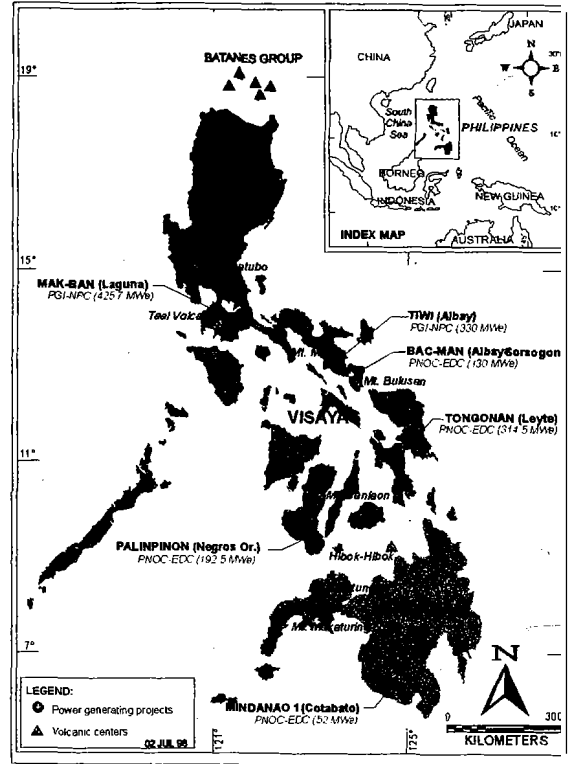 BATANES GROUP
19°
JAPAN
CHINA
N
W
S
30°
South
China
Sea
Pacific
Ocean
PHILIPPINES
10°
BORNEO
INDONESIA
NEW GUINEA
10°
INDEX MAP
AUSTRALIA
15°
MAK-BAN (Laguna)
PGI-NPC (425.7 MWe)
TIWI (Albay)
PGI-NPC (330 MWe)
BAC-MAN (Albay/Sorsogon
PNOC-EDC (130 MWe)
Mt. Bulusan
VISAYA
TONGONAN (Leyte)
PNOC-EDC (314.5 MWe)
11°
PALINPINON (Negros Or.)
PNOC-EDC (192.5 MWe)
Hibok-Hibok
7°
MINDANAO 1 (Cotabato)
PNOC-EDC (52 MWe)
LEGEND:
Power generating projects
Volcanic centers
02 JUL 98
121°
125°
N
0 300
KILOMETERS